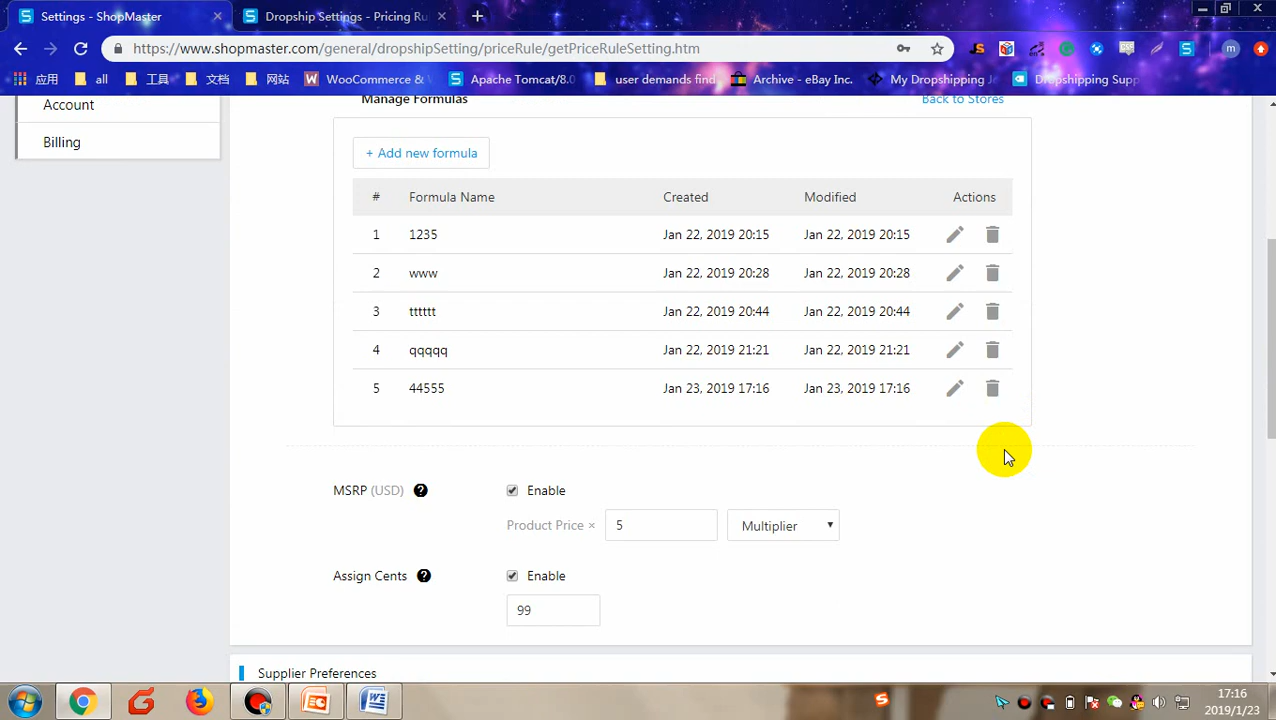 Settings - ShopMaster
Dropship Settings - Pricing Ru
https://www.shopmaster.com/general/dropshipSetting/priceRule/getPriceRuleSetting.htm
应用
all
工具
文档
网站
WooCommerce &
Apache Tomcat/8.0
user demands find
Archive - eBay Inc.
My Dropshipping Jo
Dropshipping Supp
Account
Billing
Manage Formulas
Back to Stores
+ Add new formula
# Formula Name Created Modified Actions
1 1235 Jan 22, 2019 20:15 Jan 22, 2019 20:15
2 www Jan 22, 2019 20:28 Jan 22, 2019 20:28
3 tttttt Jan 22, 2019 20:44 Jan 22, 2019 20:44
4 qqqqq Jan 22, 2019 21:21 Jan 22, 2019 21:21
5 44555 Jan 23, 2019 17:16 Jan 23, 2019 17:16
MSRP (USD) ? Enable
Product Price × 5 Multiplier
Assign Cents ? Enable
99
Supplier Preferences
17:16
2019/1/23